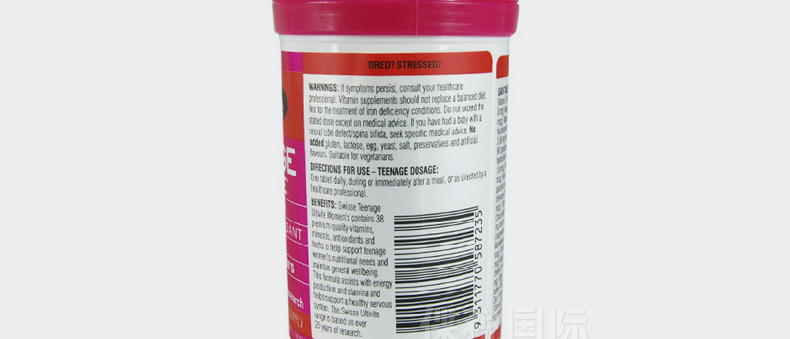 TIRED? STRESSED?
WARNINGS: If symptoms persist, consult your healthcare
professional. Vitamin supplements should not replace a balanced diet.
Not for the treatment of iron deficiency conditions. Do not exceed the
stated dose except on medical advice. If you have had a baby with a
neural tube defect/spina bifida, seek specific medical advice. No
added gluten, lactose, egg, yeast, salt, preservatives and artificial
flavours. Suitable for vegetarians.
DIRECTIONS FOR USE – TEENAGE DOSAGE:
One tablet daily, during or immediately after a meal, or as directed by a
healthcare professional.
BENEFITS: Swisse Teenage
Ultivite Women's contains 38
premium quality vitamins,
minerals, antioxidants and
herbs to help support teenage
women's nutritional needs and
maintain general wellbeing.
This formula assists with energy
production and stamina and
helps support a healthy nervous
system. The Swisse Ultivite
range is based on over
25 years of research.
9 311770 587235
国际